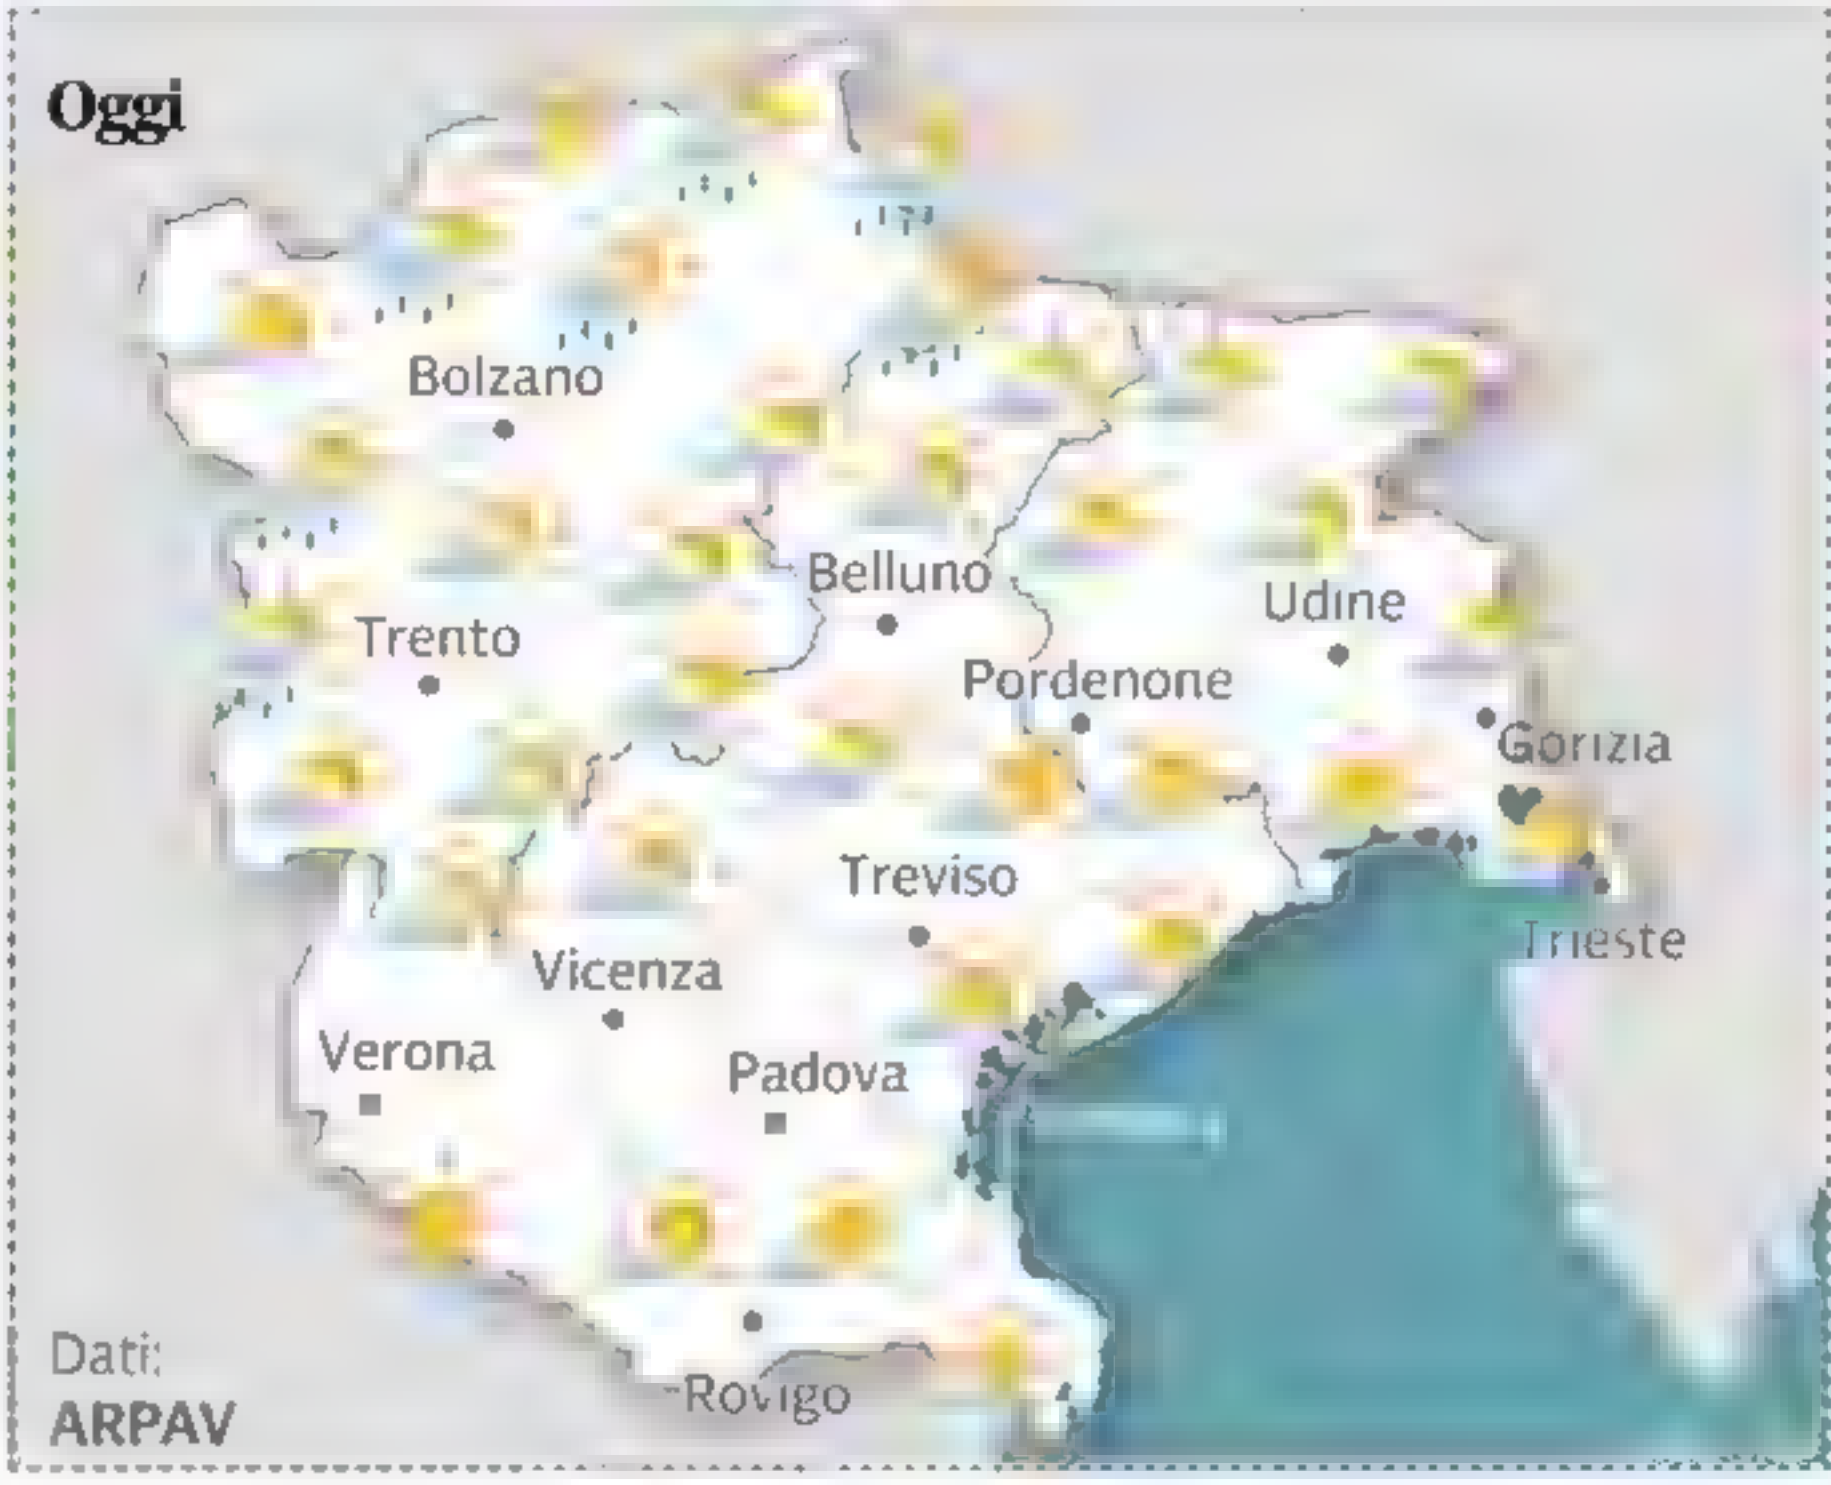 Oggi
Bolzano
Belluno
Udine
Trento
Pordenone
Gorizia
Treviso
Trieste
Vicenza
Verona
Padova
Rovigo
Dati:
ARPAV